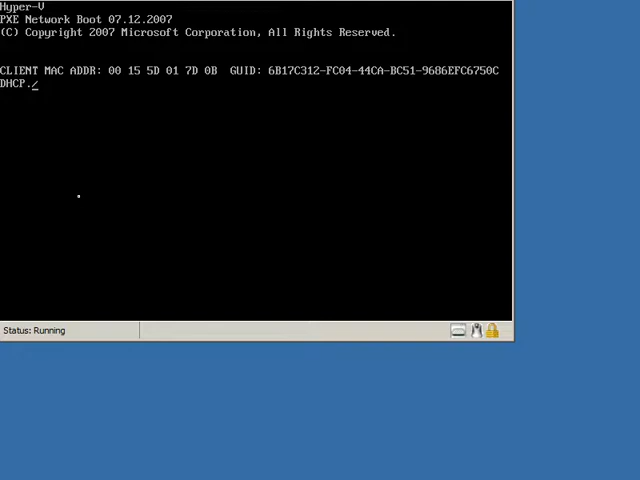 Hyper-V
PXE Network Boot 07.12.2007
(C) Copyright 2007 Microsoft Corporation, All Rights Reserved.
CLIENT MAC ADDR: 00 15 5D 01 7D 0B  GUID: 6B17C312-FC04-44CA-BC51-9686EFC6750C
DHCP./
Status: Running